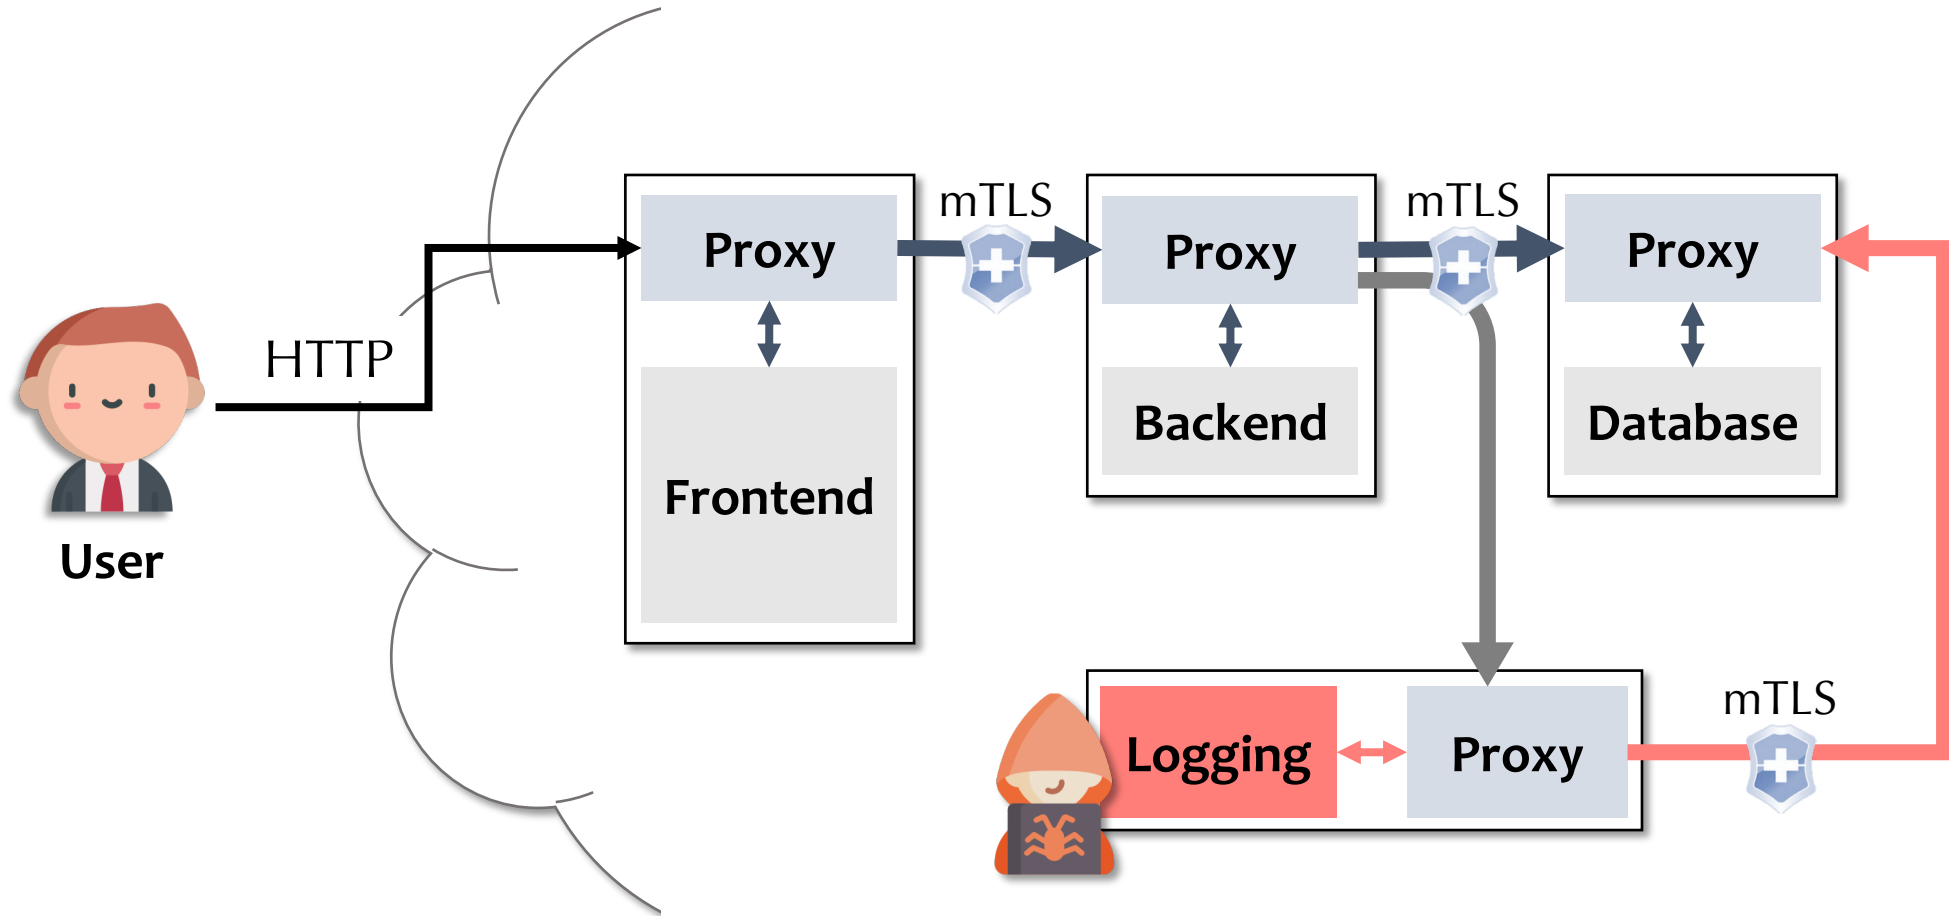 mTLS
mTLS
Proxy
Proxy
Proxy
HTTP
Backend
Database
Frontend
User
mTLS
Logging
Proxy